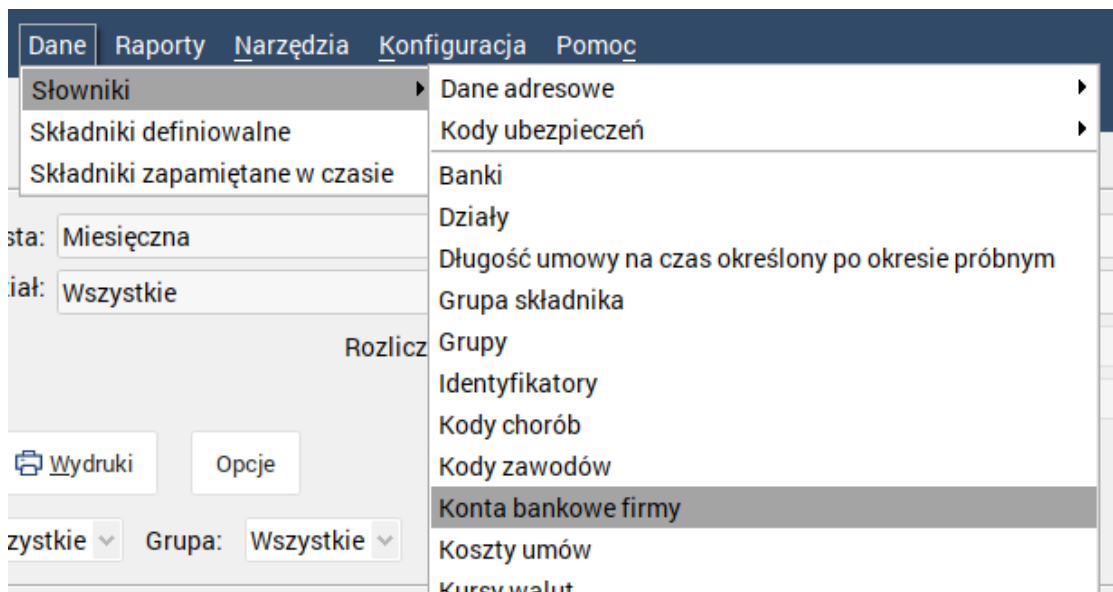 Dane Raporty Narzędzia Konfiguracja Pomoc
Słowniki
Składniki definiowalne
Składniki zapamiętane w czasie
Dane adresowe
Kody ubezpieczeń
Banki
Działy
Długość umowy na czas określony po okresie próbnym
Grupa składnika
Grupy
Identyfikatory
Kody chorób
Kody zawodów
Konta bankowe firmy
Koszty umów
Kursy walut
sta: Miesięczna
iał: Wszystkie
Rozlicz
Wydruki Opcje
zystkie Grupa: Wszystkie